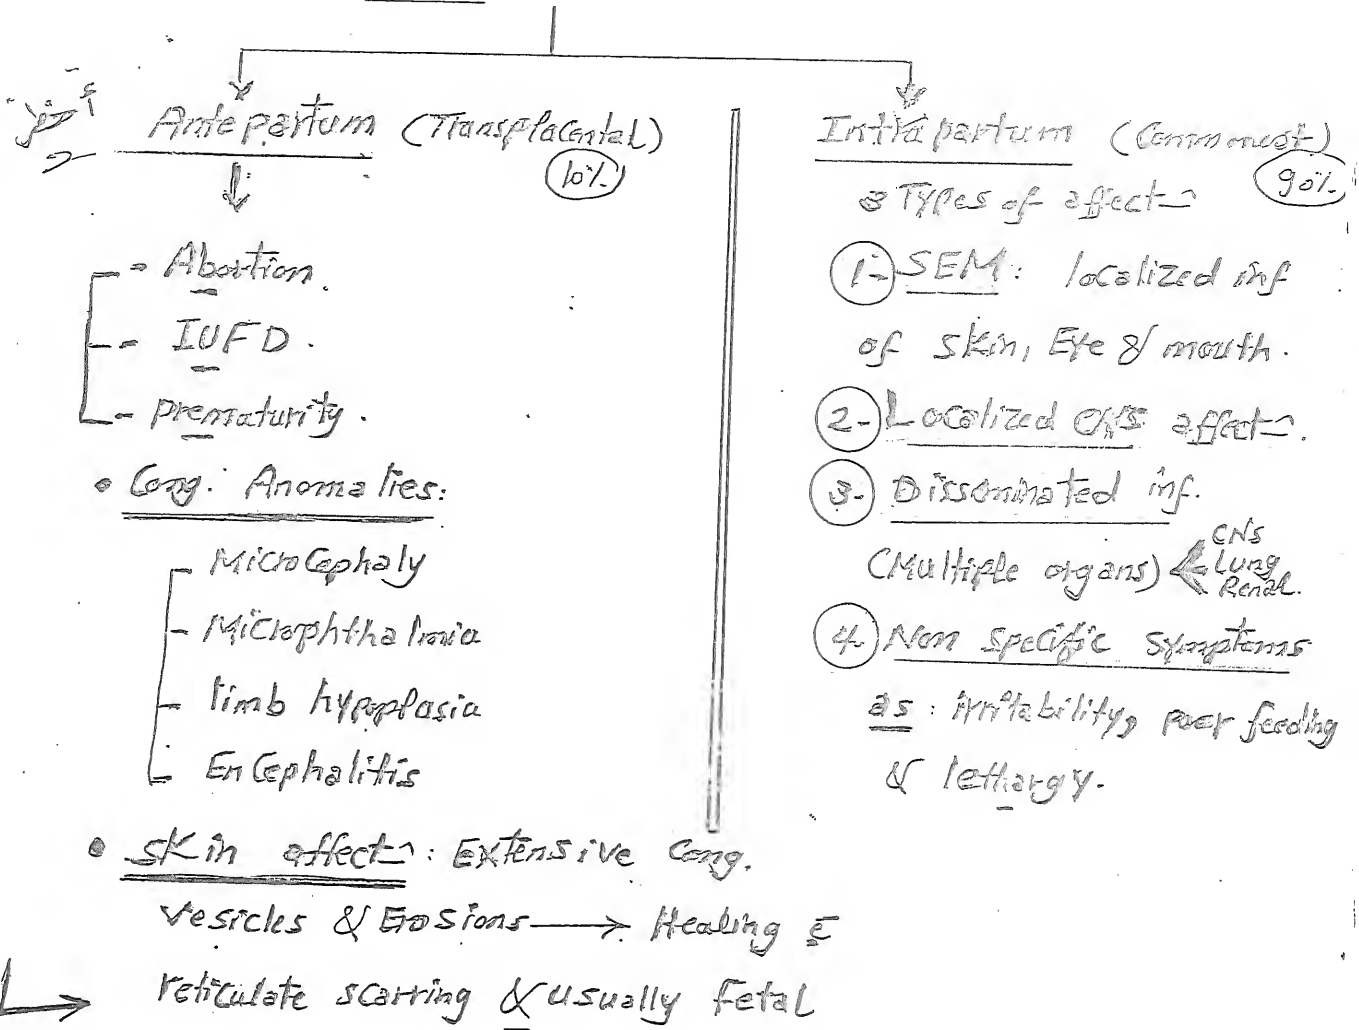 Antepartum (Transplacental)
10%
Abortion.
IUFD.
prematurity.
• Cong. Anomalies:
Microcephaly
Microphthalmia
limb hypoplasia
Encephalitis
• skin affect⌢: Extensive Cong.
vesicles & Erosions → Healing c̄
reticulate scarring & usually Fetal
Intrapartum (Commonest)
90%
3 Types of affect⌢
1- SEM: localized inf
of skin, Eye & mouth.
2- Localized CNS affect⌢.
3- Dissominated inf.
(Multiple organs)
CNS
Lung
Renal.
4. Non specific symptoms
as: irritability, poor feeding
& lethargy.